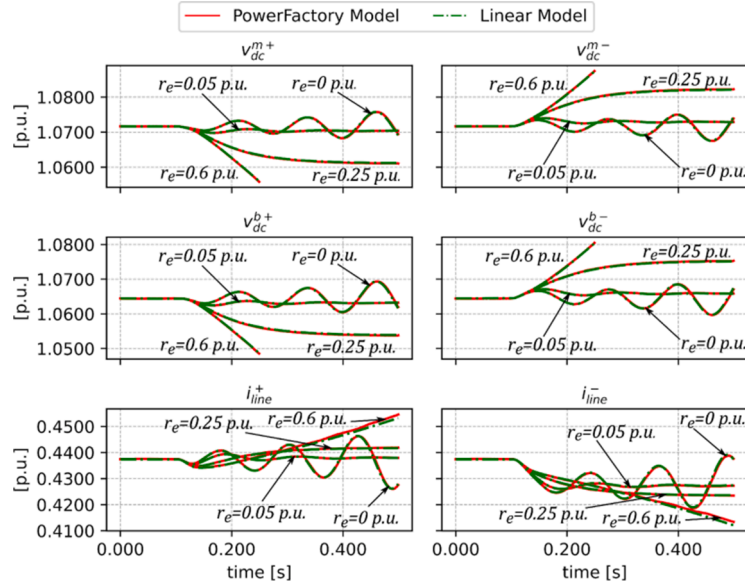 PowerFactory Model Linear Model
v_dc^m+ v_dc^m−
[p.u.]
1.0800
1.0700
1.0600
r_e=0.05 p.u. r_e=0 p.u.
r_e=0.6 p.u. r_e=0.25 p.u.
r_e=0.6 p.u. r_e=0.25 p.u.
r_e=0.05 p.u. r_e=0 p.u.
v_dc^b+ v_dc^b−
[p.u.]
1.0800
1.0700
1.0600
1.0500
r_e=0.05 p.u. r_e=0 p.u.
r_e=0.6 p.u. r_e=0.25 p.u.
r_e=0.6 p.u. r_e=0.25 p.u.
r_e=0.05 p.u. r_e=0 p.u.
i_line^+ i_line^−
[p.u.]
0.4500
0.4400
0.4300
0.4200
0.4100
r_e=0.25 p.u. r_e=0.6 p.u.
r_e=0.05 p.u. r_e=0 p.u.
r_e=0.05 p.u. r_e=0 p.u.
r_e=0.25 p.u. r_e=0.6 p.u.
0.000 0.200 0.400 0.000 0.200 0.400
time [s] time [s]